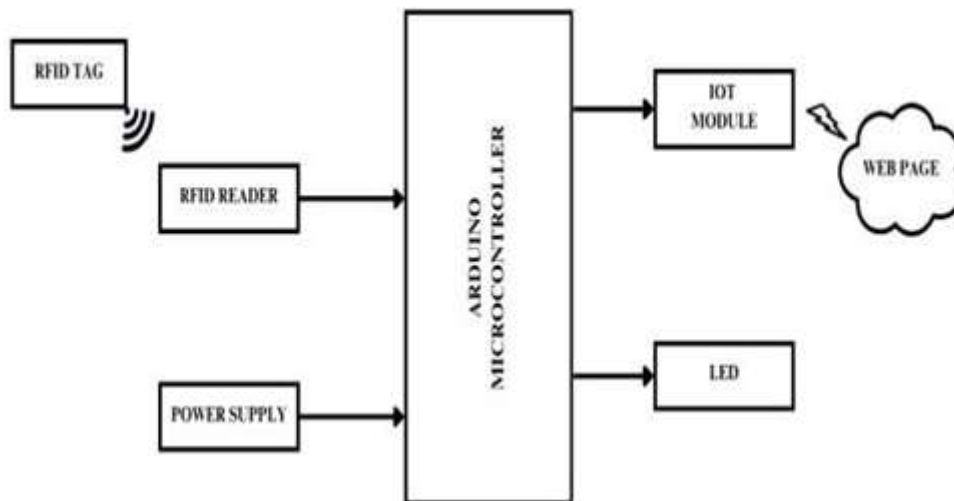 RFID TAG
RFID READER
POWER SUPPLY
ARDUINO
MICROCONTROLLER
IOT
MODULE
WEB PAGE
LED